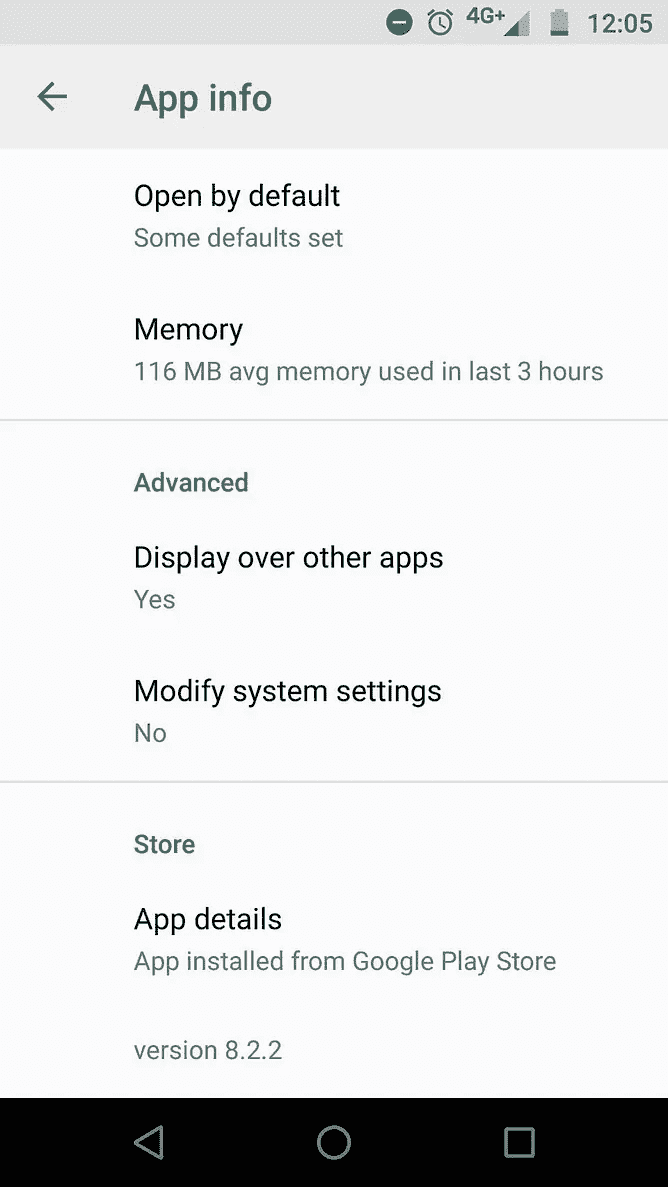 4G+ 12:05
App info
Open by default
Some defaults set
Memory
116 MB avg memory used in last 3 hours
Advanced
Display over other apps
Yes
Modify system settings
No
Store
App details
App installed from Google Play Store
version 8.2.2